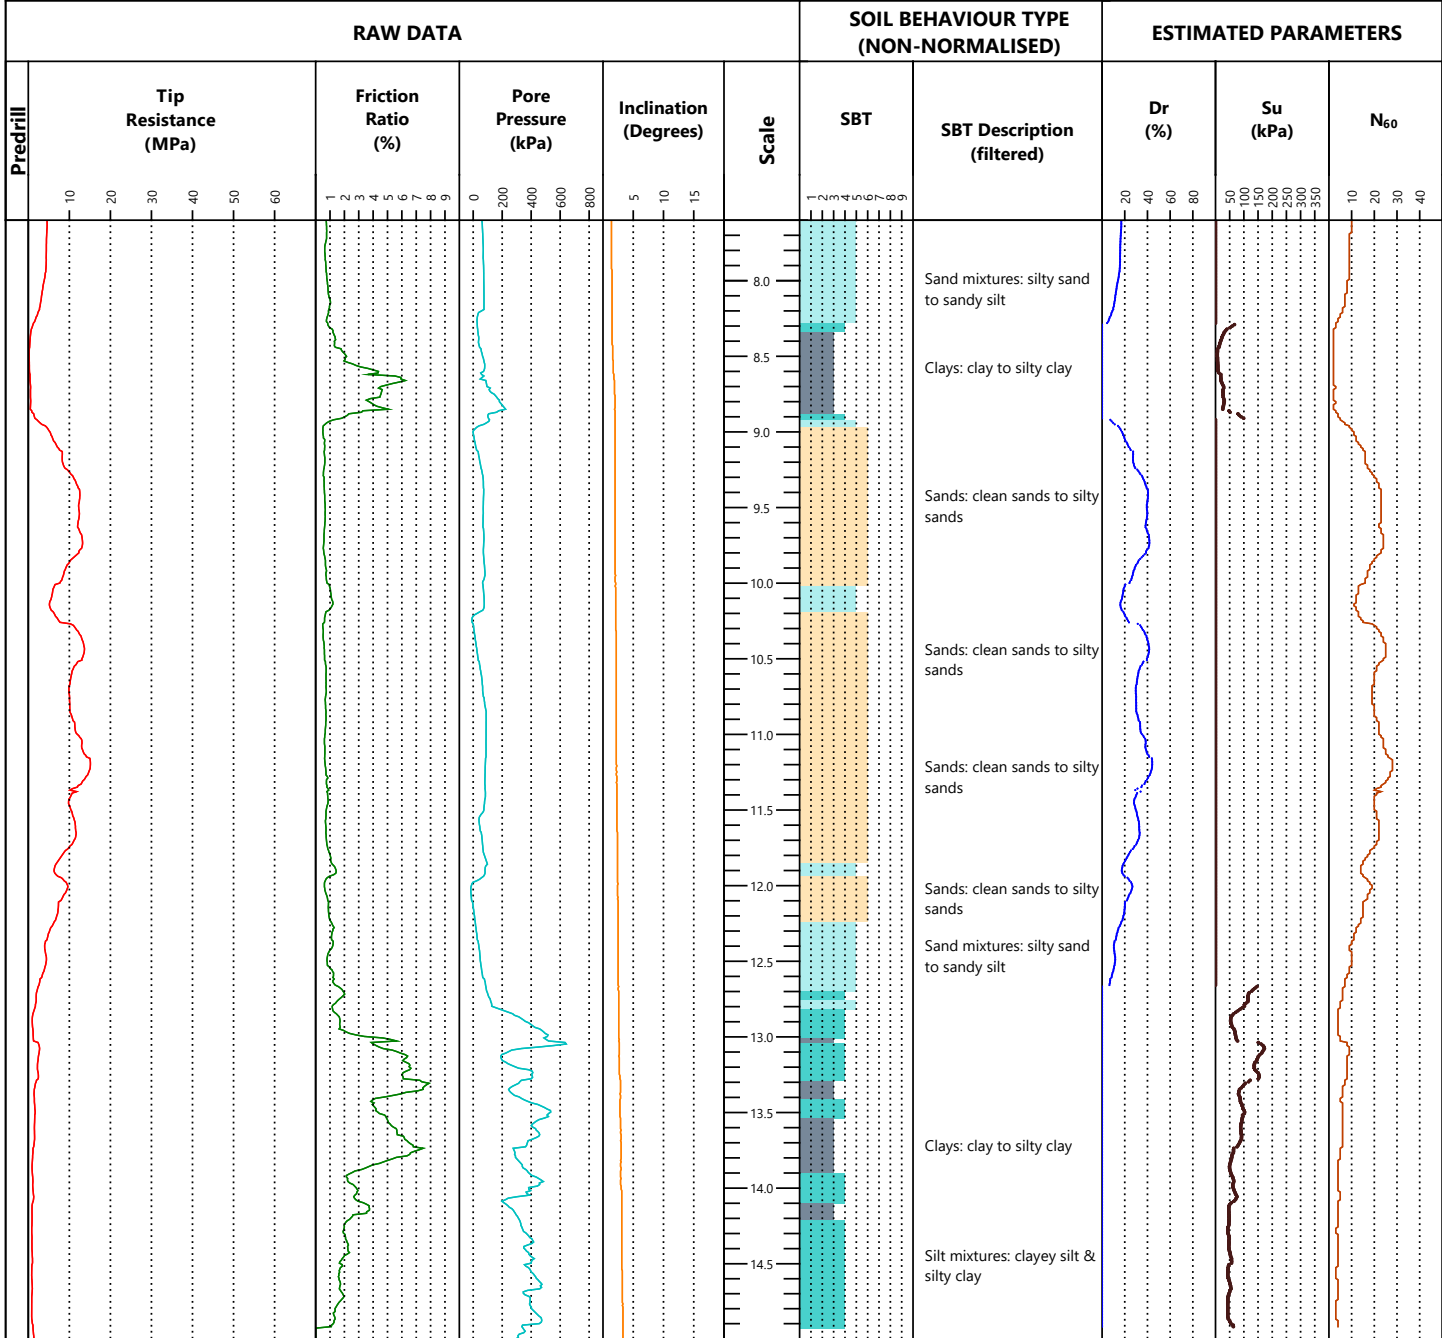 RAW DATA
SOIL BEHAVIOUR TYPE
(NON-NORMALISED)
ESTIMATED PARAMETERS
Predrill
Tip
Resistance
(MPa)
Friction
Ratio
(%)
Pore
Pressure
(kPa)
Inclination
(Degrees)
Scale
SBT
SBT Description
(filtered)
Dr
(%)
Su
(kPa)
N60
10 20 30 40 50 60
1 2 3 4 5 6 7 8 9
0 200 400 600 800
5 10 15
1 2 3 4 5 6 7 8 9
20 40 60 80
50 100 150 200 250 300 350
10 20 30 40
8.0
Sand mixtures: silty sand
to sandy silt
8.5
Clays: clay to silty clay
9.0
9.5
Sands: clean sands to silty
sands
10.0
10.5
Sands: clean sands to silty
sands
11.0
Sands: clean sands to silty
sands
11.5
12.0
Sands: clean sands to silty
sands
12.5
Sand mixtures: silty sand
to sandy silt
13.0
13.5
Clays: clay to silty clay
14.0
14.5
Silt mixtures: clayey silt &
silty clay